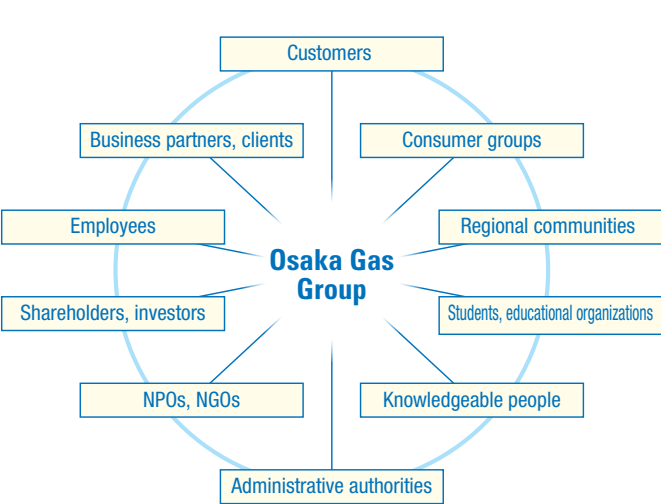 Customers
Business partners, clients
Consumer groups
Employees
Regional communities
Osaka Gas
Group
Shareholders, investors
Students, educational organizations
NPOs, NGOs
Knowledgeable people
Administrative authorities